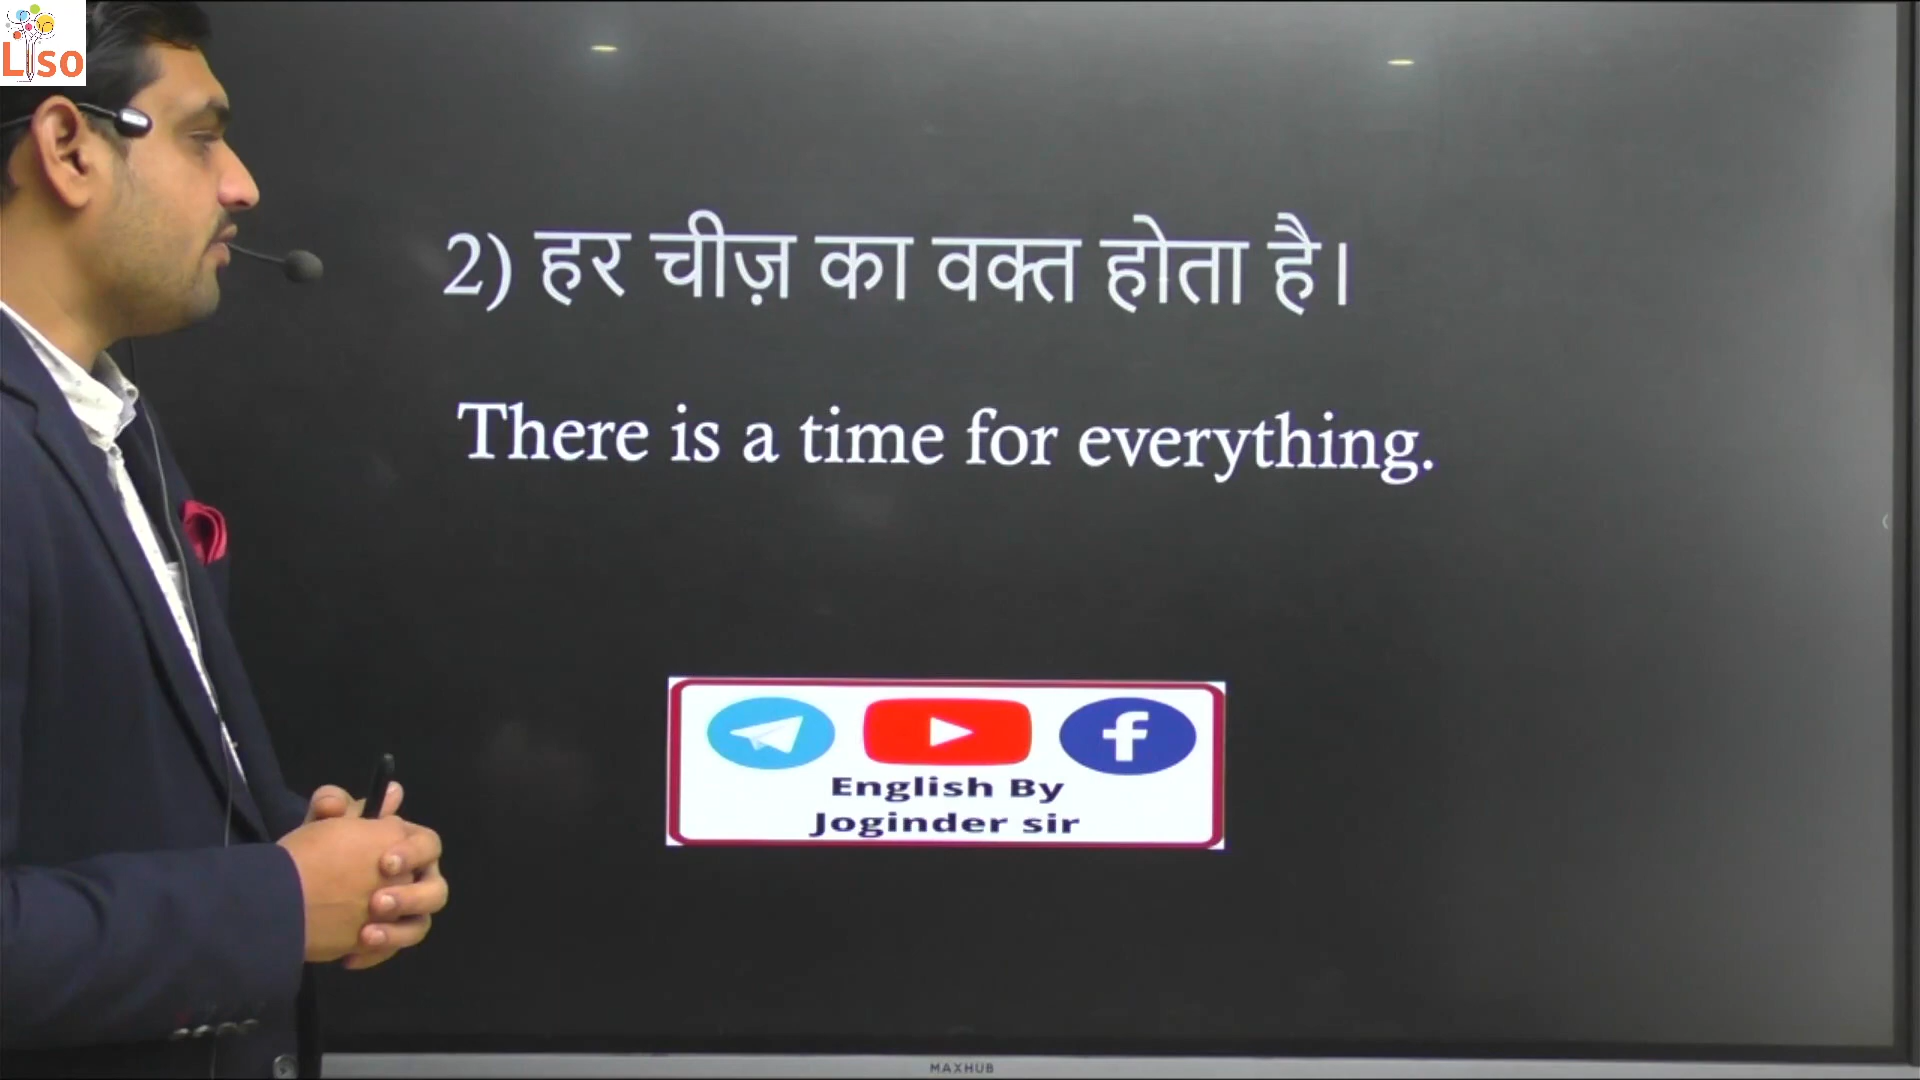 Liso
2) हर चीज़ का वक्त होता है।
There is a time for everything.
English By
Joginder sir
MAXHUB